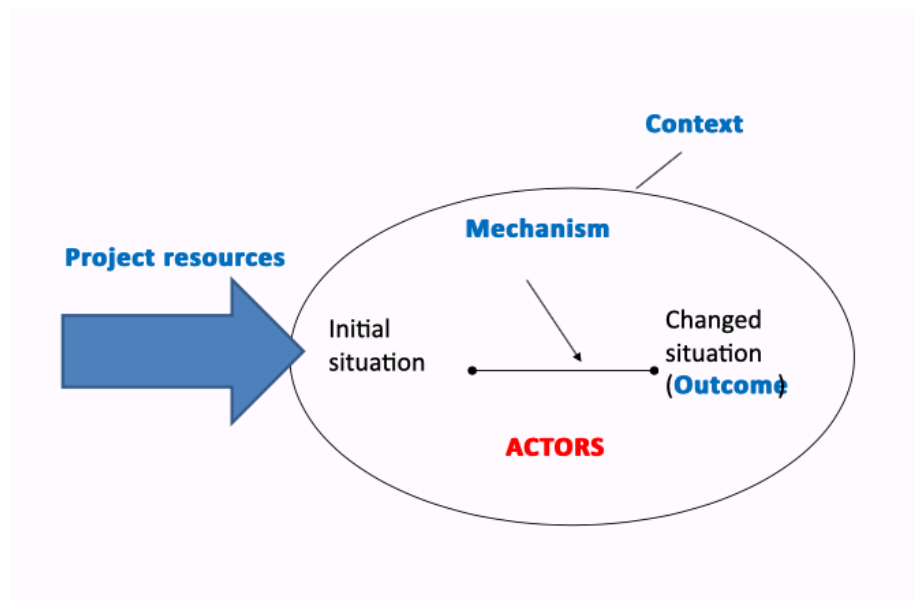 Context
Mechanism
Project resources
Initial
situation
Changed
situation
(Outcome)
ACTORS